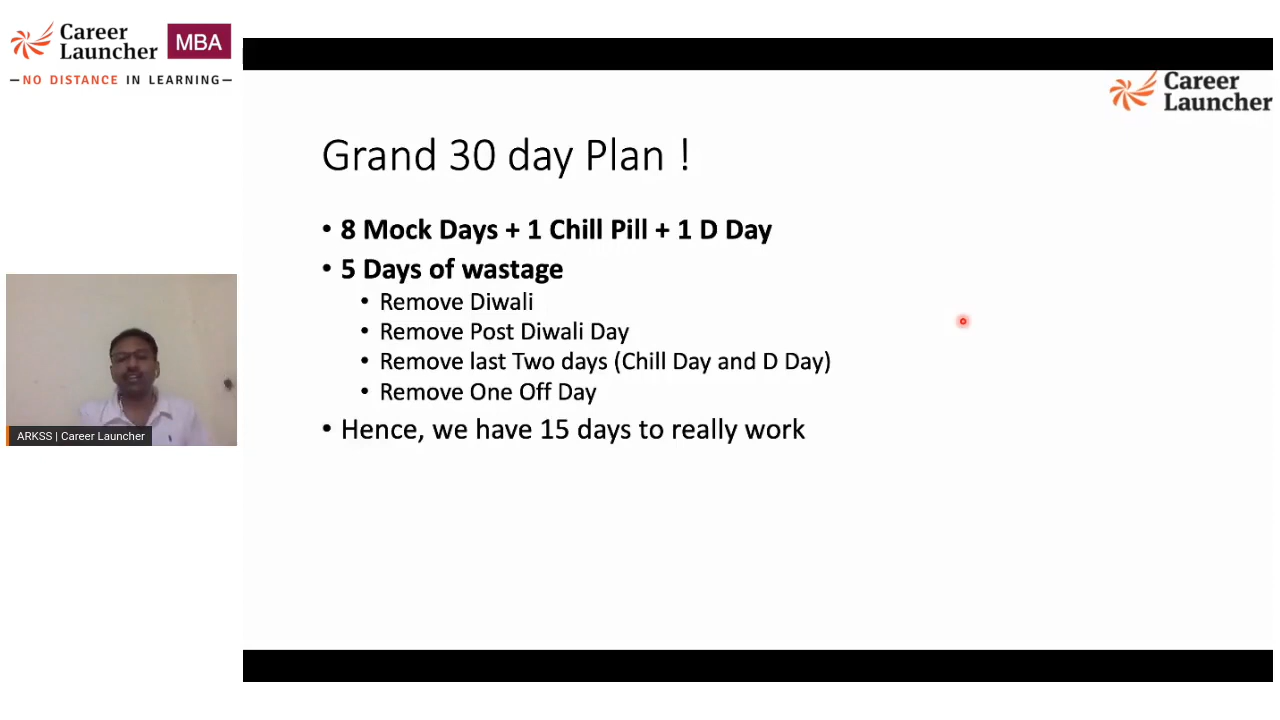 Career
Launcher
MBA
—NO DISTANCE IN LEARNING—
Career
Launcher
Grand 30 day Plan !
• 8 Mock Days + 1 Chill Pill + 1 D Day
• 5 Days of wastage
• Remove Diwali
• Remove Post Diwali Day
• Remove last Two days (Chill Day and D Day)
• Remove One Off Day
• Hence, we have 15 days to really work
ARKSS | Career Launcher